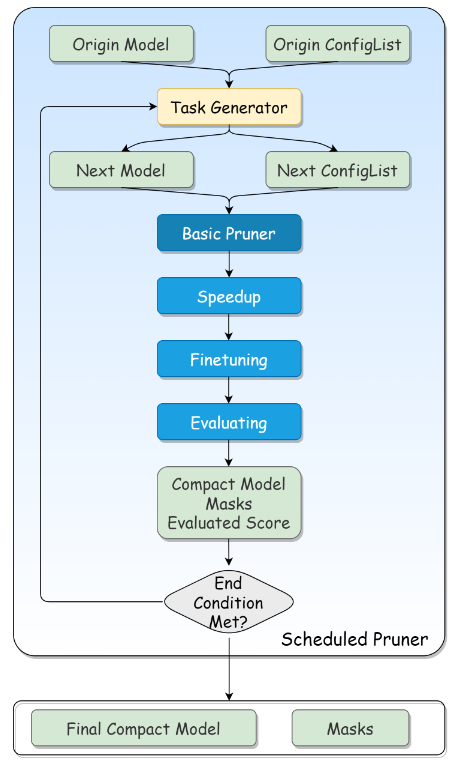 Origin Model
Origin ConfigList
Task Generator
Next Model
Next ConfigList
Basic Pruner
Speedup
Finetuning
Evaluating
Compact Model
Masks
Evaluated Score
End
Condition
Met?
Scheduled Pruner
Final Compact Model
Masks